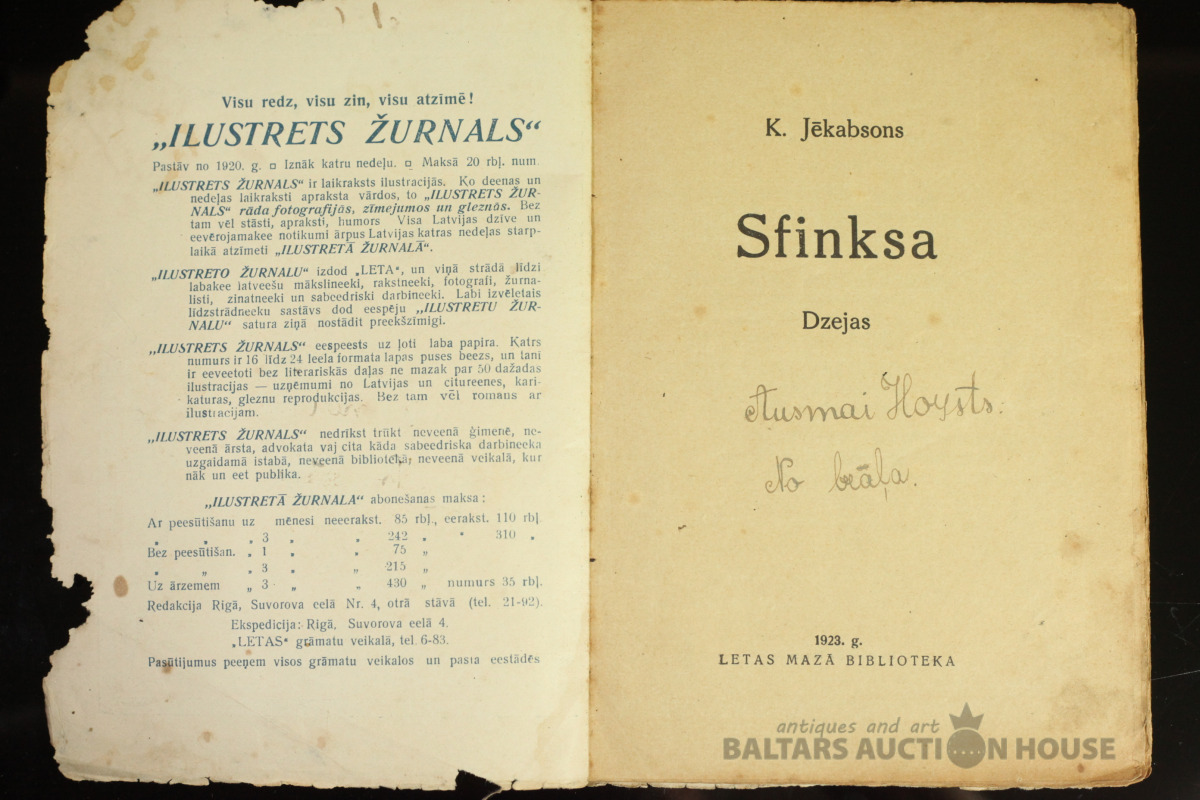 Visu redz, visu zin, visu atzīmē!
„ILUSTRETS ŽURNALS“
Pastāv no 1920. g. ▫ Iznāk katru nedeļu. ▫ Maksā 20 rbļ. num
„ILUSTRETS ŽURNALS“ ir laikraksts ilustracijās. Ko deenas un
nedeļas laikraksti apraksta vārdos, to „ILUSTRETS ŽUR-
NALS“ rāda fotografijās, zīmejumos un gleznās. Bez
tam vēl stāsti, apraksti, humors Visa Latvijas dzīve un
eevērojamakee notikumi ārpus Latvijas katras nedeļas starp-
laikā atzīmeti „ILUSTRETĀ ŽURNALĀ“.
„ILUSTRETO ŽURNALU“ izdod „LETA“, un viņā strādā līdzi
labakee latveešu māksliņeeki, rakstneeki, fotografi, žurna-
listi, zinatneeki un sabeedriski darbineeki. Labi izvēletais
līdzstrādnecku sastāvs dod eespēju „ILUSTRETU ŽUR-
NALU“ satura ziņā nostādit preekšzīmigi.
„ILUSTRETS ŽURNALS“ eespeests uz ļoti laba papira. Katrs
numurs ir 16 līdz 24 leela formata lapas puses beezs, un tani
ir eeveetoti bez literariskās daļas ne mazak par 50 dažadas
ilustracijas — uzņēmumi no Latvijas un citureenes, kari-
katuras, gleznu reprodukcijas. Bez tam vēl romans ar
ilustracijam.
„ILUSTRETS ŽURNALS“ nedrīkst trūkt neveenā ģimenē, ne-
veenā ārsta, advokata vaj cita kāda sabeedriska darbineeka
uzgaidamā istabā, neveenā bibliotekā, neveenā veikalā, kur
nāk un eet publika.
„ILUSTRETĀ ŽURNALA“ abonešanas maksa:
Ar peesūtišanu uz mēnesi neeerakst. 85 rbļ., eerakst. 110 rbļ.
„ „ „ 3 „ „ 242 „ „ 310 „
Bez peesūtišan. „ 1 „ „ 75 „
„ „ „ 3 „ „ 215 „
Uz ārzemem „ 3 „ „ 430 „ numurs 35 rbļ.
Redakcija Rigā, Suvorova eelā Nr. 4, otrā stāvā (tel. 21-92).
Ekspedicija: Rigā, Suvorova eelā 4.
„LETAS“ grāmatu veikalā, tel. 6-83.
Pasūtijumus peeņem visos grāmatu veikalos un pasta eestādēs
K. Jēkabsons
Sfinksa
Dzejas
Ausmai Hoysts.
No brāļa.
1923. g.
LETAS MAZĀ BIBLIOTEKA
antiques and art
BALTARS AUCTION HOUSE